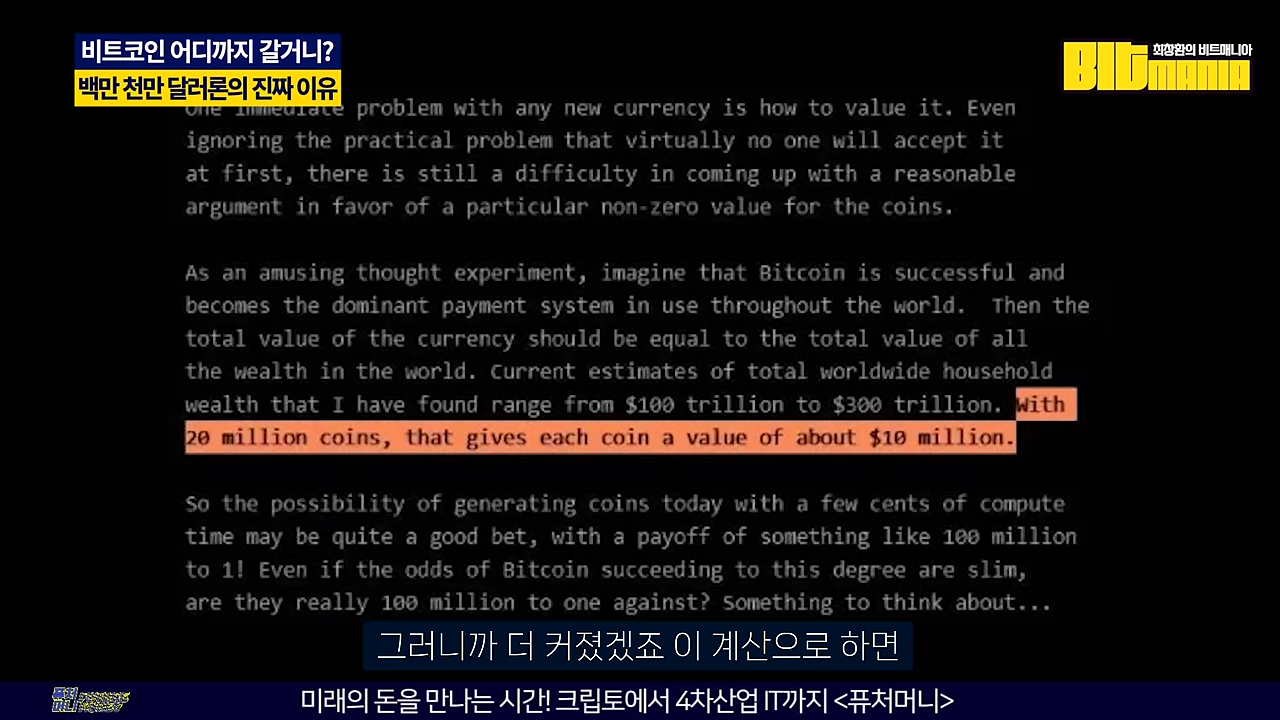 비트코인 어디까지 갈거니?
백만 천만 달러론의 진짜 이유
최창환의 비트매니아
BIT
MANIA
One immediate problem with any new currency is how to value it. Even
ignoring the practical problem that virtually no one will accept it
at first, there is still a difficulty in coming up with a reasonable
argument in favor of a particular non-zero value for the coins.
As an amusing thought experiment, imagine that Bitcoin is successful and
becomes the dominant payment system in use throughout the world.  Then the
total value of the currency should be equal to the total value of all
the wealth in the world. Current estimates of total worldwide household
wealth that I have found range from $100 trillion to $300 trillion. With
20 million coins, that gives each coin a value of about $10 million.
So the possibility of generating coins today with a few cents of compute
time may be quite a good bet, with a payoff of something like 100 million
to 1! Even if the odds of Bitcoin succeeding to this degree are slim,
are they really 100 million to one against? Something to think about...
그러니까 더 커졌겠죠 이 계산으로 하면
퓨처
머니
미래의 돈을 만나는 시간! 크립토에서 4차산업 IT까지 <퓨처머니>